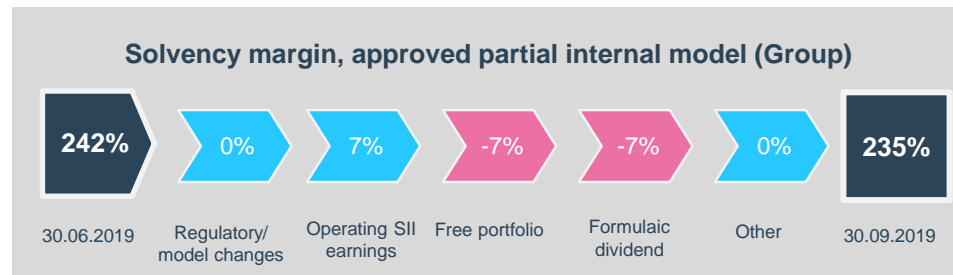 Solvency margin, approved partial internal model (Group)
242%
0%
7%
-7%
-7%
0%
235%
30.06.2019
Regulatory/
model changes
Operating SII
earnings
Free portfolio
Formulaic
dividend
Other
30.09.2019